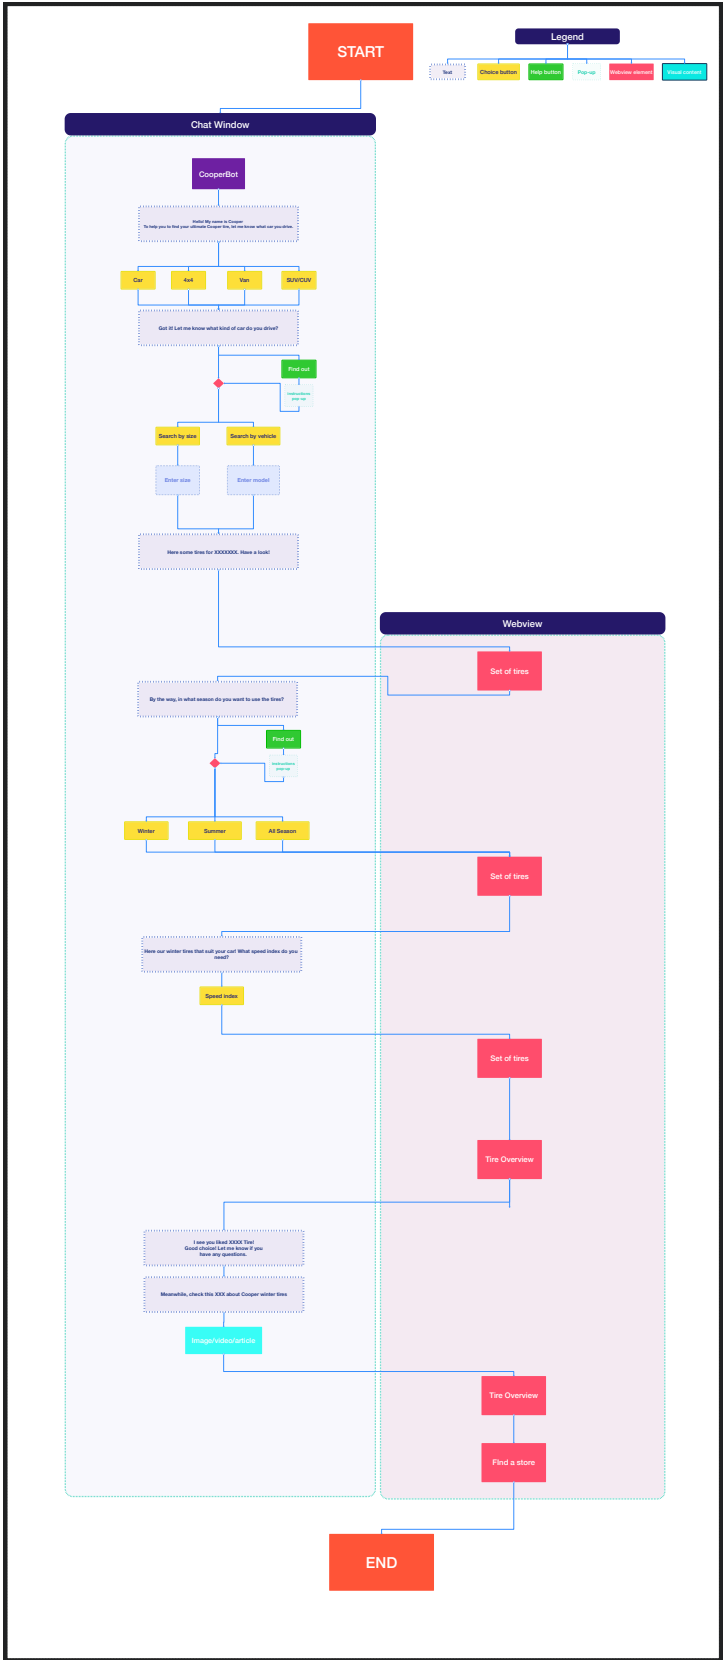 START
Legend
Text
Choice button
Help button
Pop-up
Webview element
Visual content
Chat Window
CooperBot
Hello! My name is Cooper
To help you to find your ultimate Cooper tire, let me know what car you drive.
Car
4x4
Van
SUV/CUV
Got it! Let me know what kind of car do you drive?
Find out
Instructions
pop-up
Search by size
Search by vehicle
Enter size
Enter model
Here some tires for XXXXXXX. Have a look!
Webview
Set of tires
By the way, in what season do you want to use the tires?
Find out
Instructions
pop-up
Winter
Summer
All Season
Set of tires
Here our winter tires that suit your car! What speed index do you
need?
Speed index
Set of tires
Tire Overview
I see you liked XXXX Tire!
Good choice! Let me know if you
have any questions.
Meanwhile, check this XXX about Cooper winter tires
Image/video/article
Tire Overview
FInd a store
END